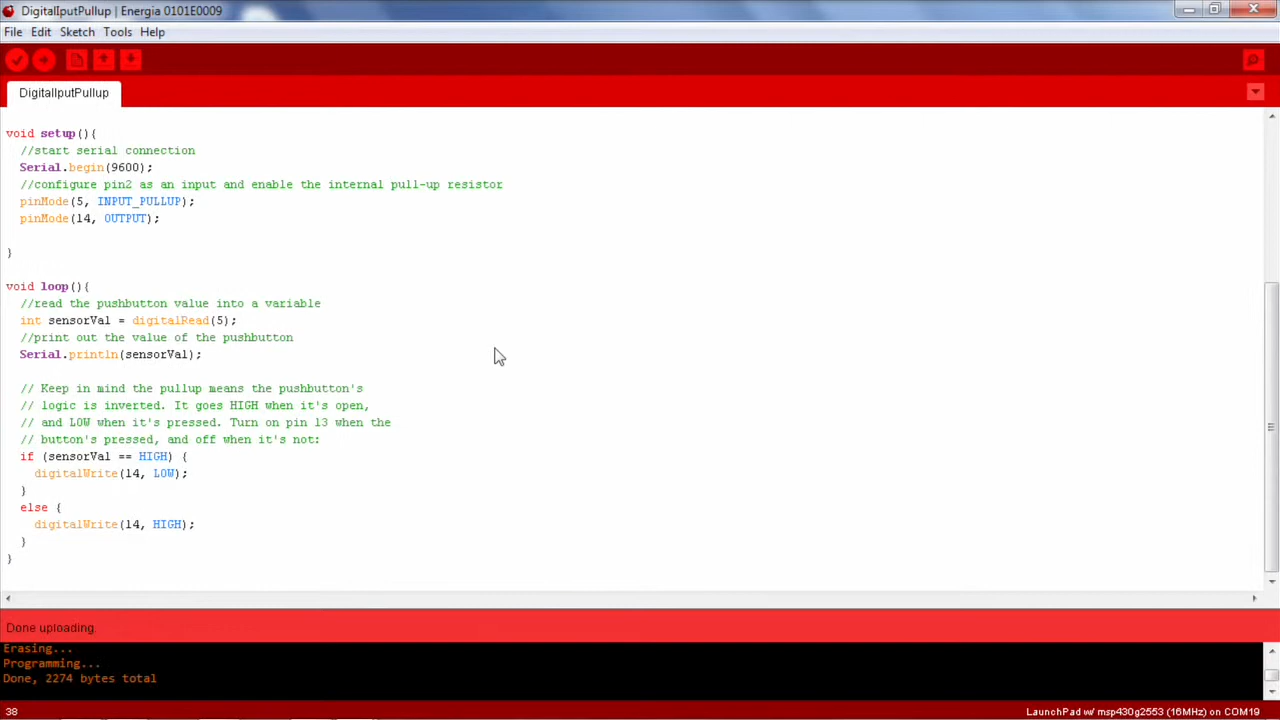 DigitalIputPullup | Energia 0101E0009
File Edit Sketch Tools Help
DigitalIputPullup
void setup(){
//start serial connection
Serial.begin(9600);
//configure pin2 as an input and enable the internal pull-up resistor
pinMode(5, INPUT_PULLUP);
pinMode(14, OUTPUT);
}
void loop(){
//read the pushbutton value into a variable
int sensorVal = digitalRead(5);
//print out the value of the pushbutton
Serial.println(sensorVal);
// Keep in mind the pullup means the pushbutton's
// logic is inverted. It goes HIGH when it's open,
// and LOW when it's pressed. Turn on pin 13 when the
// button's pressed, and off when it's not:
if (sensorVal == HIGH) {
digitalWrite(14, LOW);
}
else {
digitalWrite(14, HIGH);
}
}
Done uploading.
Erasing...
Programming...
Done, 2274 bytes total
38 LaunchPad w/ msp430g2553 (16MHz) on COM19